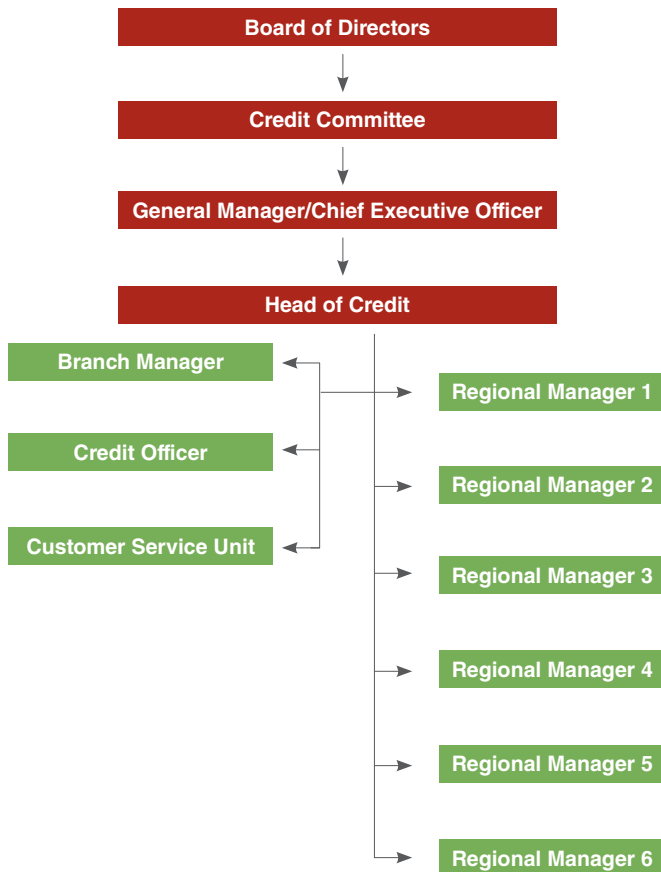 Board of Directors
Credit Committee
General Manager/Chief Executive Officer
Head of Credit
Branch Manager
Credit Officer
Customer Service Unit
Regional Manager 1
Regional Manager 2
Regional Manager 3
Regional Manager 4
Regional Manager 5
Regional Manager 6